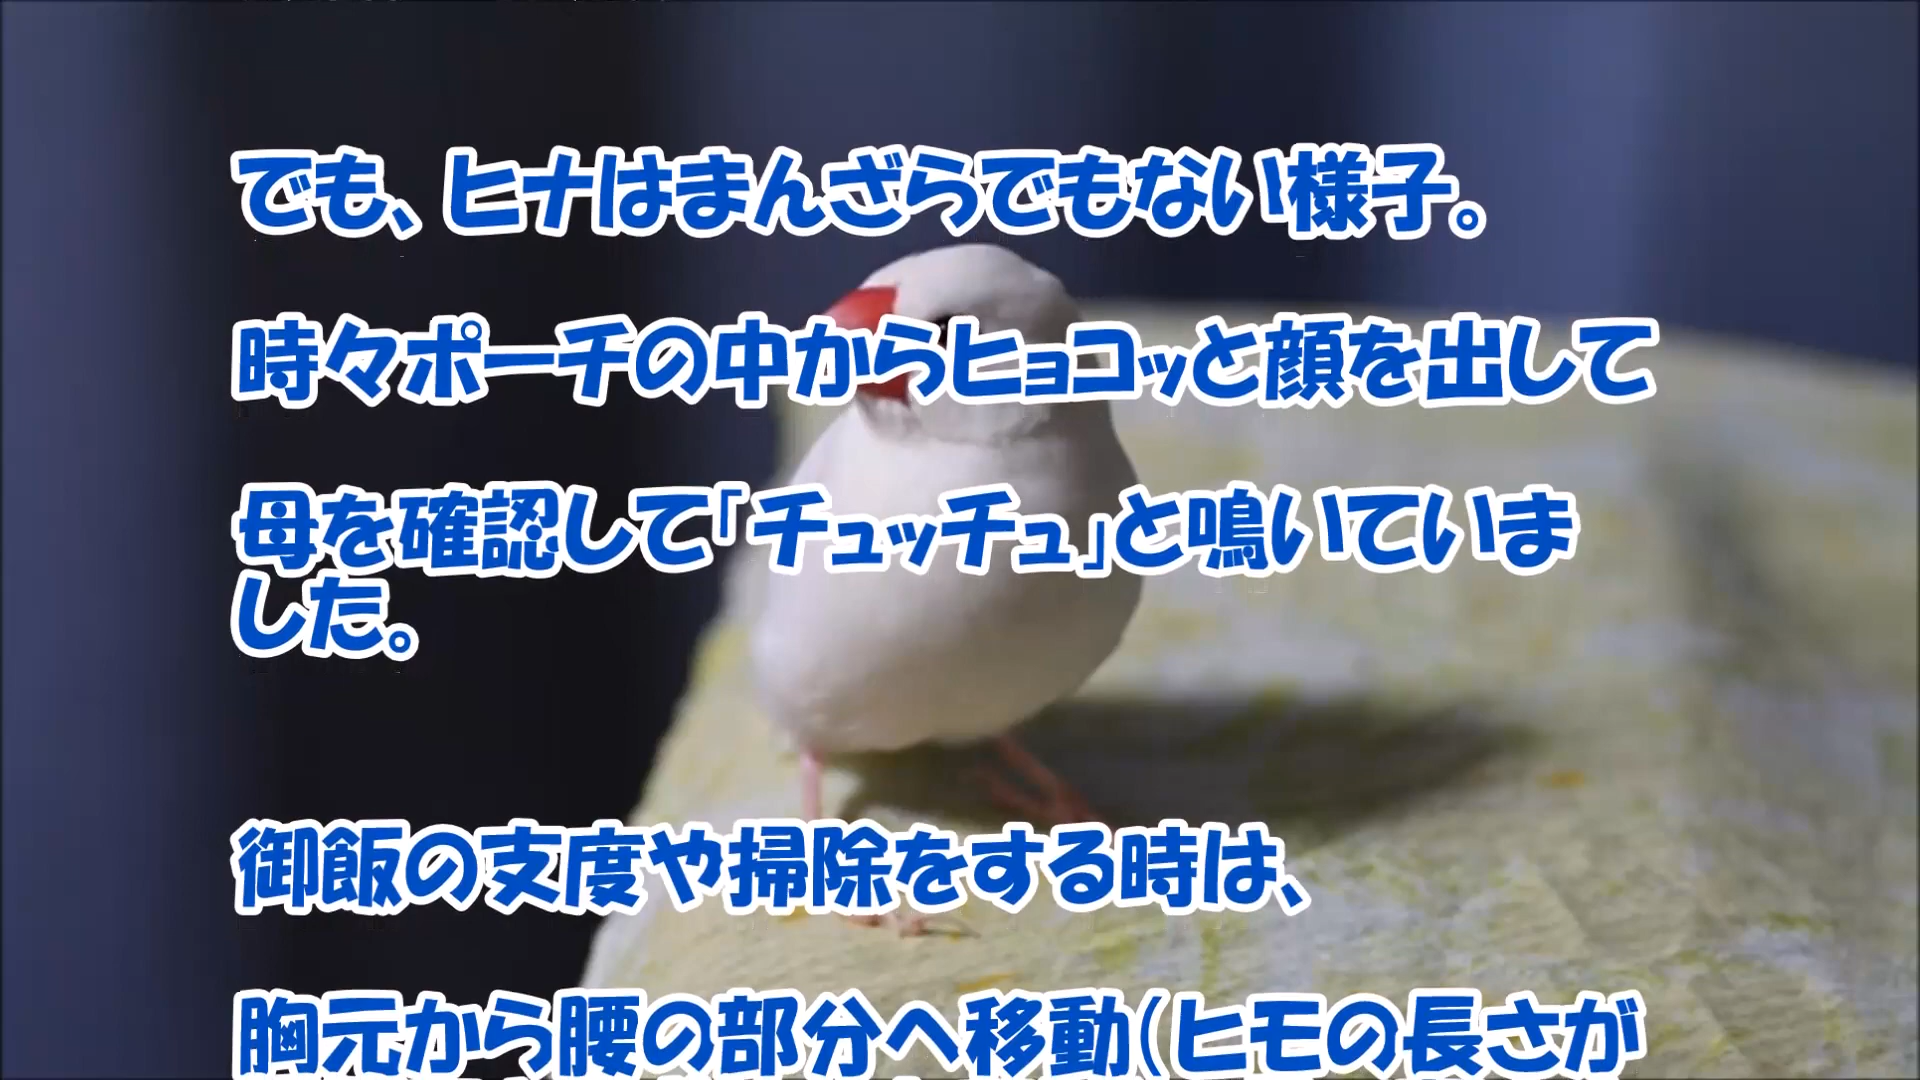 でも、ヒナはまんざらでもない様子。
時々ポーチの中からヒョコッと顔を出して
母を確認して「チュッチュ」と鳴いていま
した。
御飯の支度や掃除をする時は、
胸元から腰の部分へ移動(ヒモの長さが